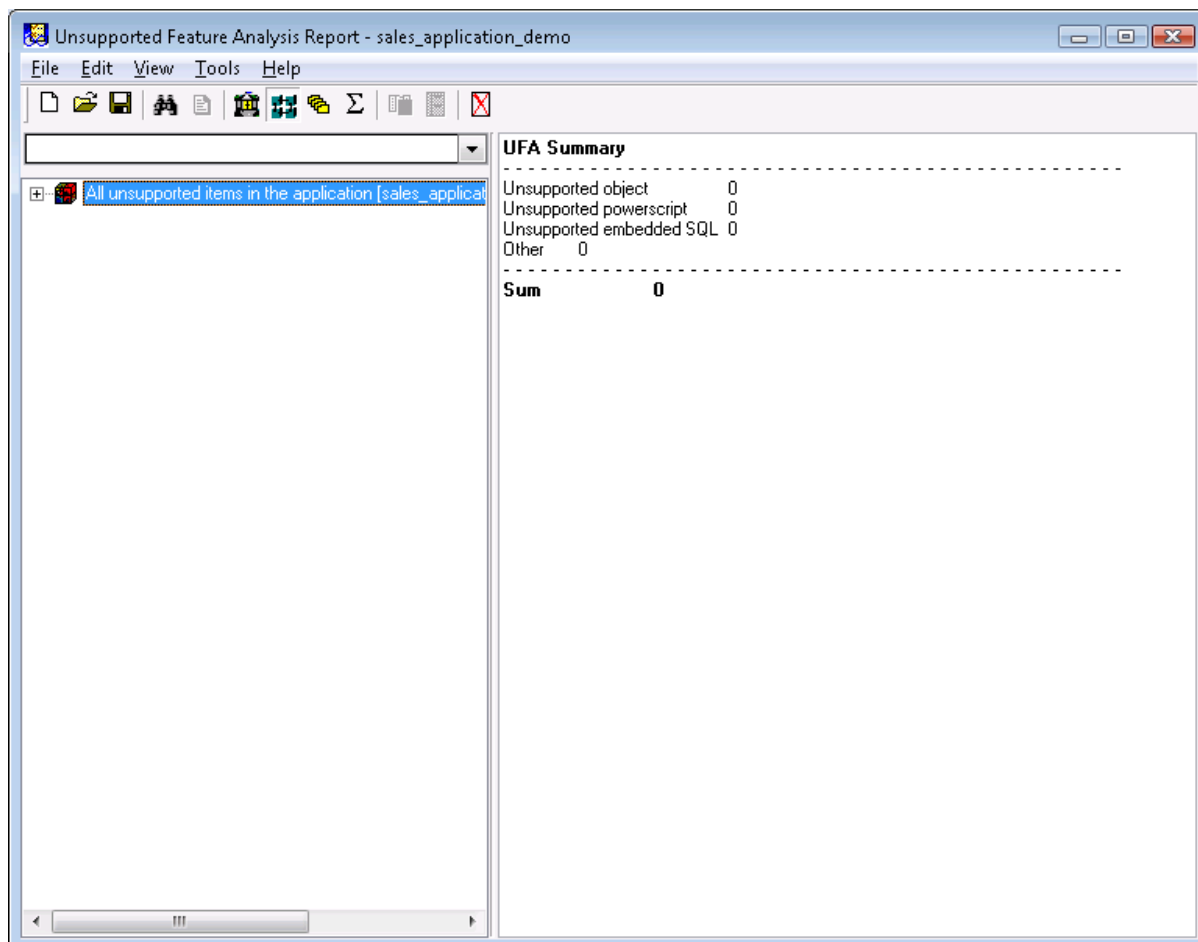 Unsupported Feature Analysis Report - sales_application_demo
File Edit View Tools Help
UFA Summary
All unsupported items in the application [sales_applicat
Unsupported object 0
Unsupported powerscript 0
Unsupported embedded SQL 0
Other 0
Sum 0